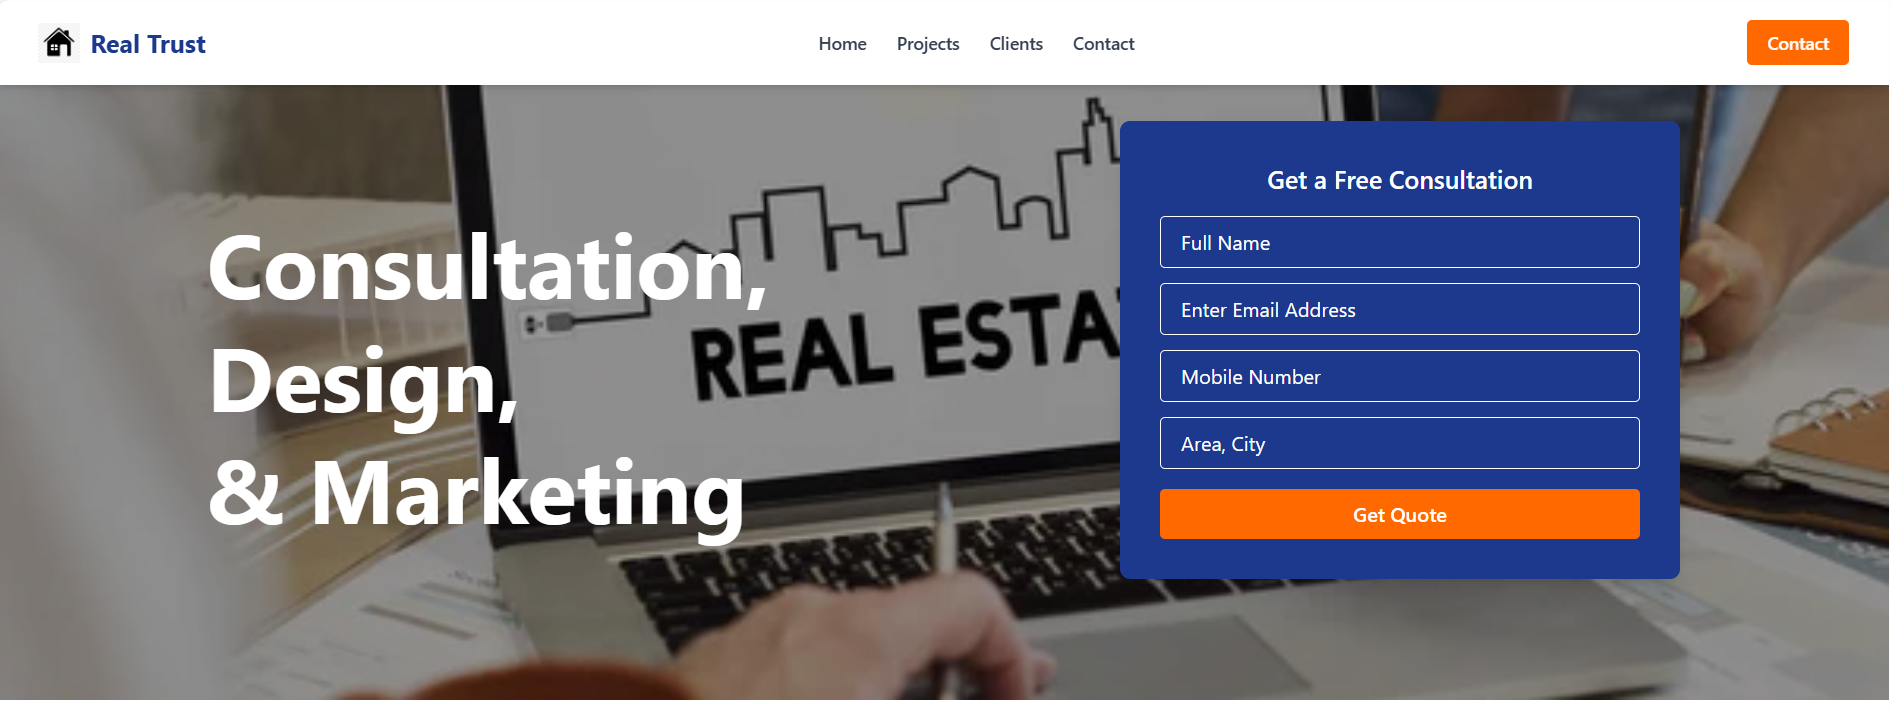 Real Trust
Home
Projects
Clients
Contact
Contact
Consultation,
Design,
& Marketing
REAL ESTA
Get a Free Consultation
Full Name
Enter Email Address
Mobile Number
Area, City
Get Quote